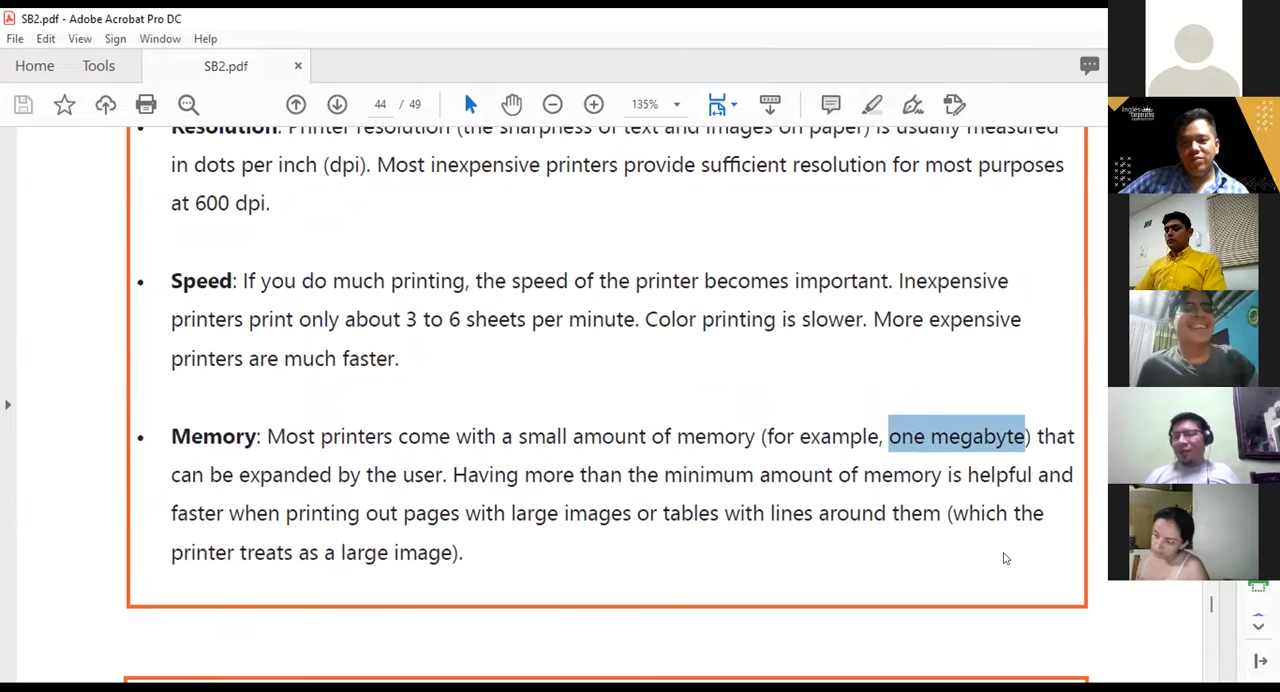 SB2.pdf - Adobe Acrobat Pro DC
File Edit View Sign Window Help
Home Tools SB2.pdf ×
44 / 49 135%
• Resolution: Printer resolution (the sharpness of text and images on paper) is usually measured
in dots per inch (dpi). Most inexpensive printers provide sufficient resolution for most purposes
at 600 dpi.
• Speed: If you do much printing, the speed of the printer becomes important. Inexpensive
printers print only about 3 to 6 sheets per minute. Color printing is slower. More expensive
printers are much faster.
• Memory: Most printers come with a small amount of memory (for example, one megabyte) that
can be expanded by the user. Having more than the minimum amount of memory is helpful and
faster when printing out pages with large images or tables with lines around them (which the
printer treats as a large image).
Inglés
Corporativo